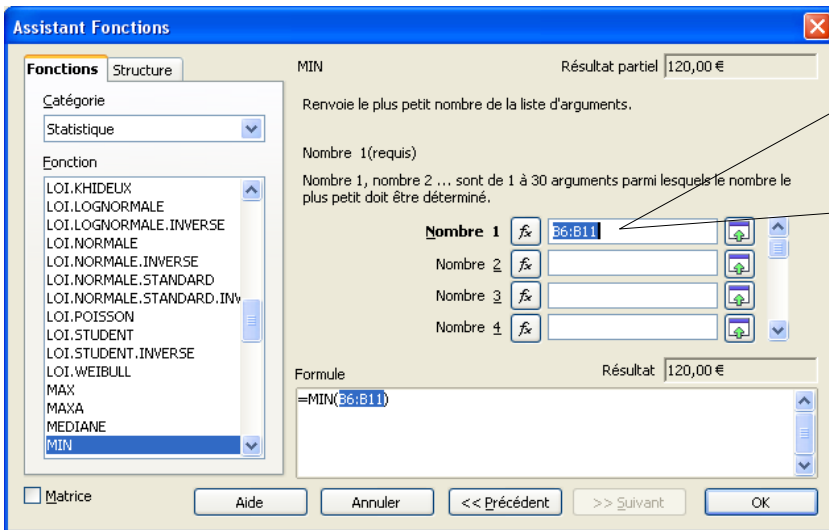 Assistant Fonctions
Fonctions
Structure
Catégorie
Statistique
Fonction
LOI.KHIDEUX
LOI.LOGNORMALE
LOI.LOGNORMALE.INVERSE
LOI.NORMALE
LOI.NORMALE.INVERSE
LOI.NORMALE.STANDARD
LOI.NORMALE.STANDARD.INV
LOI.POISSON
LOI.STUDENT
LOI.STUDENT.INVERSE
LOI.WEIBULL
MAX
MAXA
MEDIANE
MIN
MIN
Résultat partiel 120,00 €
Renvoie le plus petit nombre de la liste d'arguments.
Nombre 1(requis)
Nombre 1, nombre 2 ... sont de 1 à 30 arguments parmi lesquels le nombre le
plus petit doit être déterminé.
Nombre 1 fx B6:B11
Nombre 2 fx
Nombre 3 fx
Nombre 4 fx
Formule
Résultat 120,00 €
=MIN(B6:B11)
Matrice
Aide
Annuler
<< Précédent
>> Suivant
OK